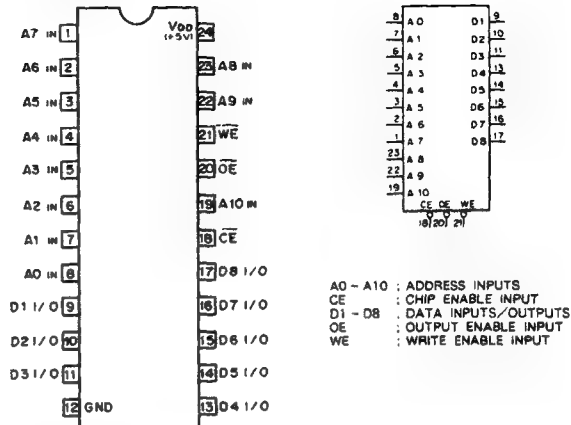 A7 IN 1
A6 IN 2
A5 IN 3
A4 IN 4
A3 IN 5
A2 IN 6
A1 IN 7
A0 IN 8
D1 I/O 9
D2 I/O 10
D3 I/O 11
12 GND
VDD 24
(+5V)
23 A8 IN
22 A9 IN
21 WE
20 OE
19 A10 IN
18 CE
17 D8 I/O
16 D7 I/O
15 D6 I/O
14 D5 I/O
13 D4 I/O
8 A0 D1 9
7 A1 D2 10
6 A2 D3 11
5 A3 D4 13
4 A4 D5 14
3 A5 D6 15
2 A6 D7 16
1 A7 D8 17
23 A8
22 A9
19 A10
CE OE WE
18 20 21
A0 - A10 : ADDRESS INPUTS
CE : CHIP ENABLE INPUT
D1 - D8 . DATA INPUTS/OUTPUTS
OE : OUTPUT ENABLE INPUT
WE : WRITE ENABLE INPUT